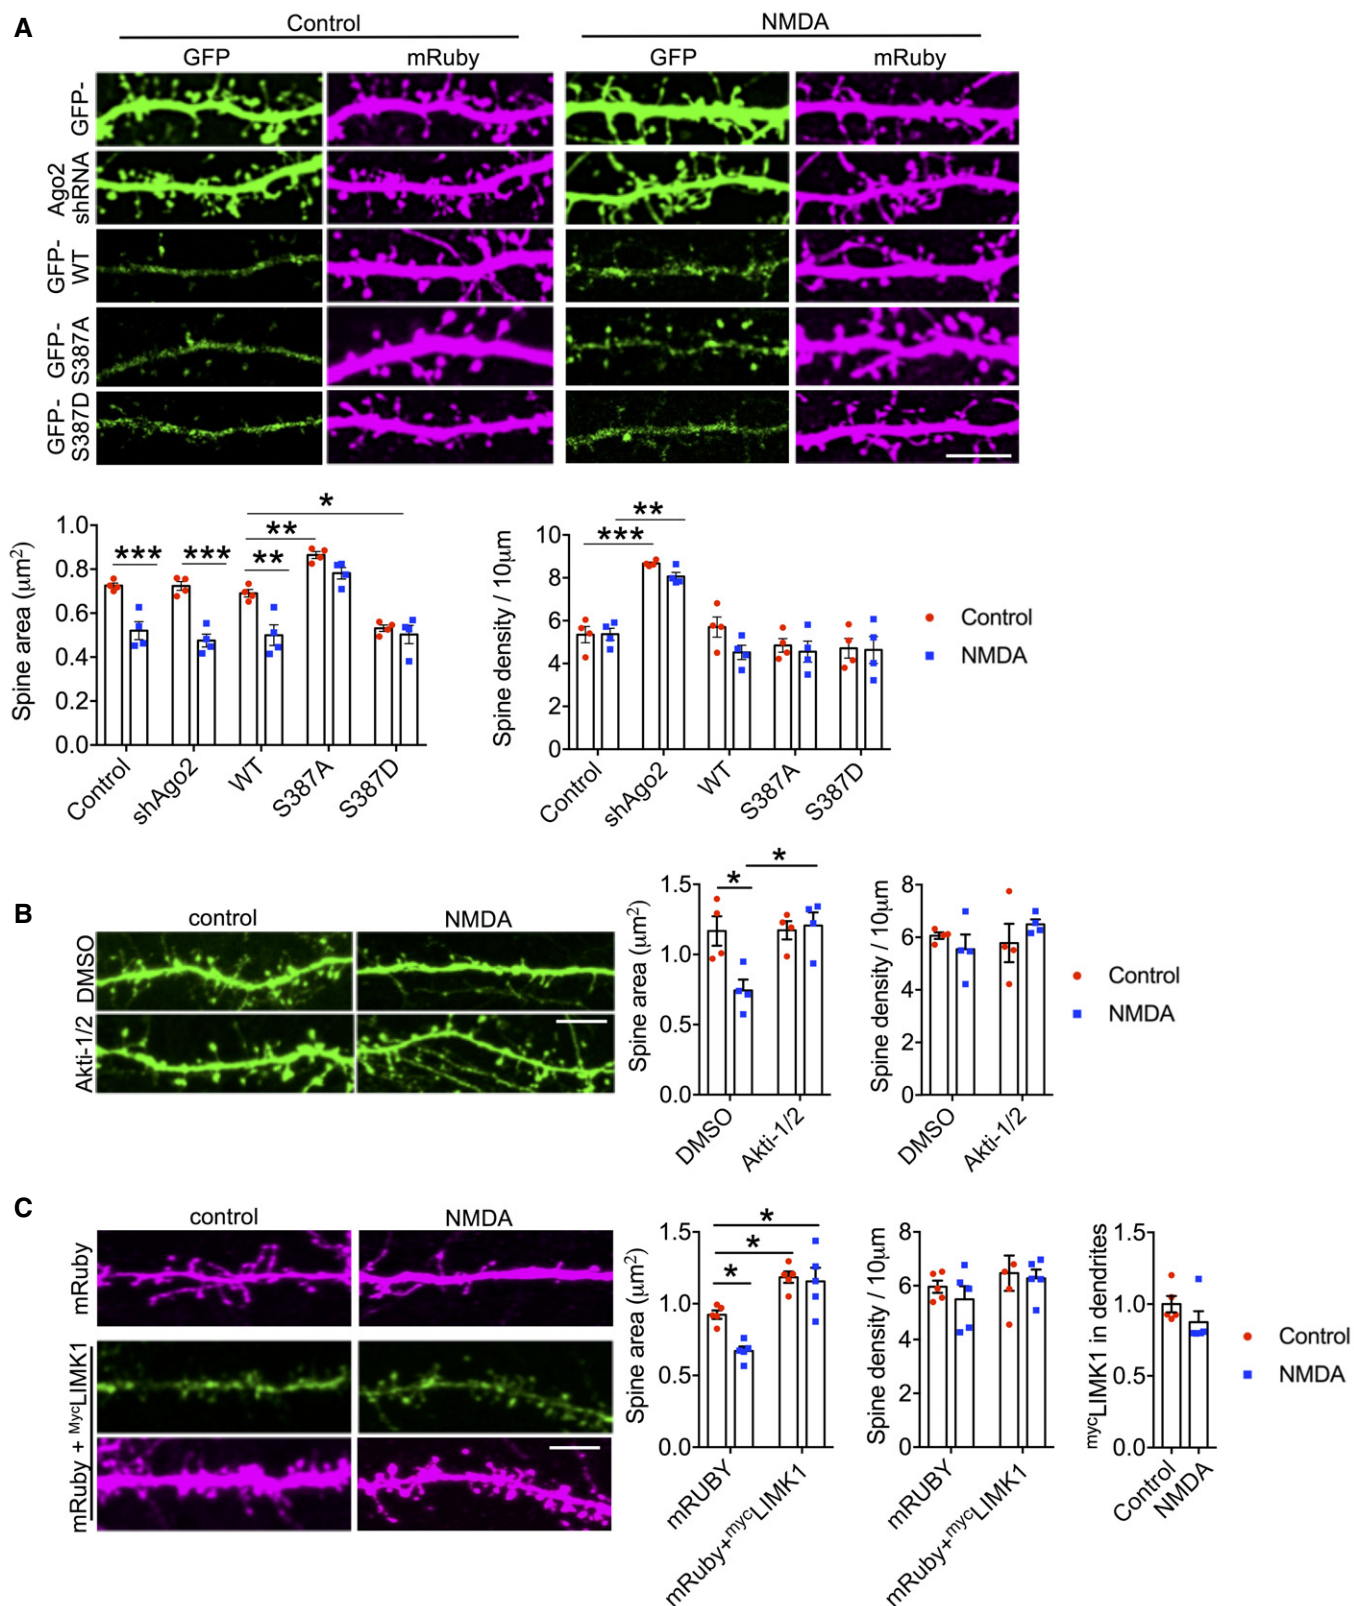 A
Control
NMDA
GFP
mRuby
GFP
mRuby
GFP-
Ago2
shRNA
GFP-
WT
GFP-
S387A
GFP-
S387D
Spine area (µm²)
1.0
0.8
0.6
0.4
0.2
0.0
***
***
**
**
*
Control
shAgo2
WT
S387A
S387D
Spine density / 10µm
10
8
6
4
2
0
***
**
Control
shAgo2
WT
S387A
S387D
Control
NMDA
B
control
NMDA
DMSO
Akti-1/2
Spine area (µm²)
1.5
1.0
0.5
0.0
*
*
DMSO
Akti-1/2
Spine density / 10µm
8
6
4
2
0
DMSO
Akti-1/2
Control
NMDA
C
control
NMDA
mRuby
mRuby + MycLIMK1
Spine area (µm²)
1.5
1.0
0.5
0.0
*
*
*
mRUBY
mRuby+mycLIMK1
Spine density / 10µm
8
6
4
2
0
mRUBY
mRuby+mycLIMK1
mycLIMK1 in dendrites
1.5
1.0
0.5
0.0
Control
NMDA
Control
NMDA